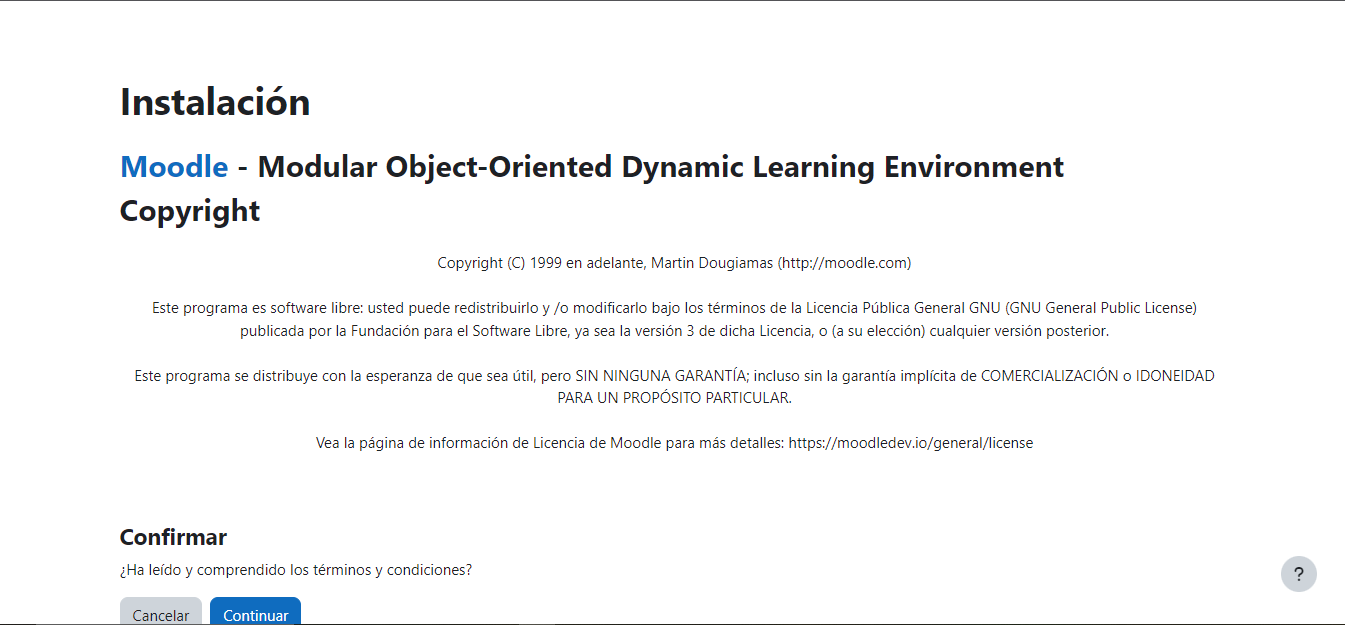 Instalación
Moodle - Modular Object-Oriented Dynamic Learning Environment
Copyright
Copyright (C) 1999 en adelante, Martin Dougiamas (http://moodle.com)
Este programa es software libre: usted puede redistribuirlo y /o modificarlo bajo los términos de la Licencia Pública General GNU (GNU General Public License)
publicada por la Fundación para el Software Libre, ya sea la versión 3 de dicha Licencia, o (a su elección) cualquier versión posterior.
Este programa se distribuye con la esperanza de que sea útil, pero SIN NINGUNA GARANTÍA; incluso sin la garantía implícita de COMERCIALIZACIÓN o IDONEIDAD
PARA UN PROPÓSITO PARTICULAR.
Vea la página de información de Licencia de Moodle para más detalles: https://moodledev.io/general/license
Confirmar
¿Ha leído y comprendido los términos y condiciones?
?
Cancelar Continuar